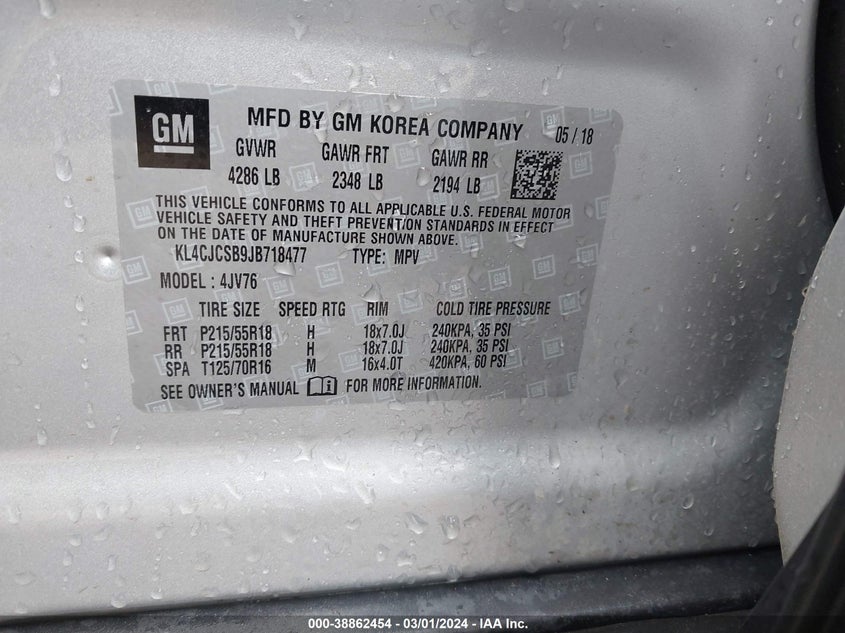 GM
MFD BY GM KOREA COMPANY 05 / 18
GVWR GAWR FRT GAWR RR
4286 LB 2348 LB 2194 LB
THIS VEHICLE CONFORMS TO ALL APPLICABLE U.S. FEDERAL MOTOR
VEHICLE SAFETY AND THEFT PREVENTION STANDARDS IN EFFECT
ON THE DATE OF MANUFACTURE SHOWN ABOVE.
KL4CJCSB9JB718477 TYPE: MPV
MODEL : 4JV76
TIRE SIZE SPEED RTG RIM COLD TIRE PRESSURE
FRT P215/55R18 H 18x7.0J 240KPA, 35 PSI
RR P215/55R18 H 18x7.0J 240KPA, 35 PSI
SPA T125/70R16 M 16x4.0T 420KPA, 60 PSI
SEE OWNER'S MANUAL FOR MORE INFORMATION.
000-38862454 - 03/01/2024 - IAA Inc.